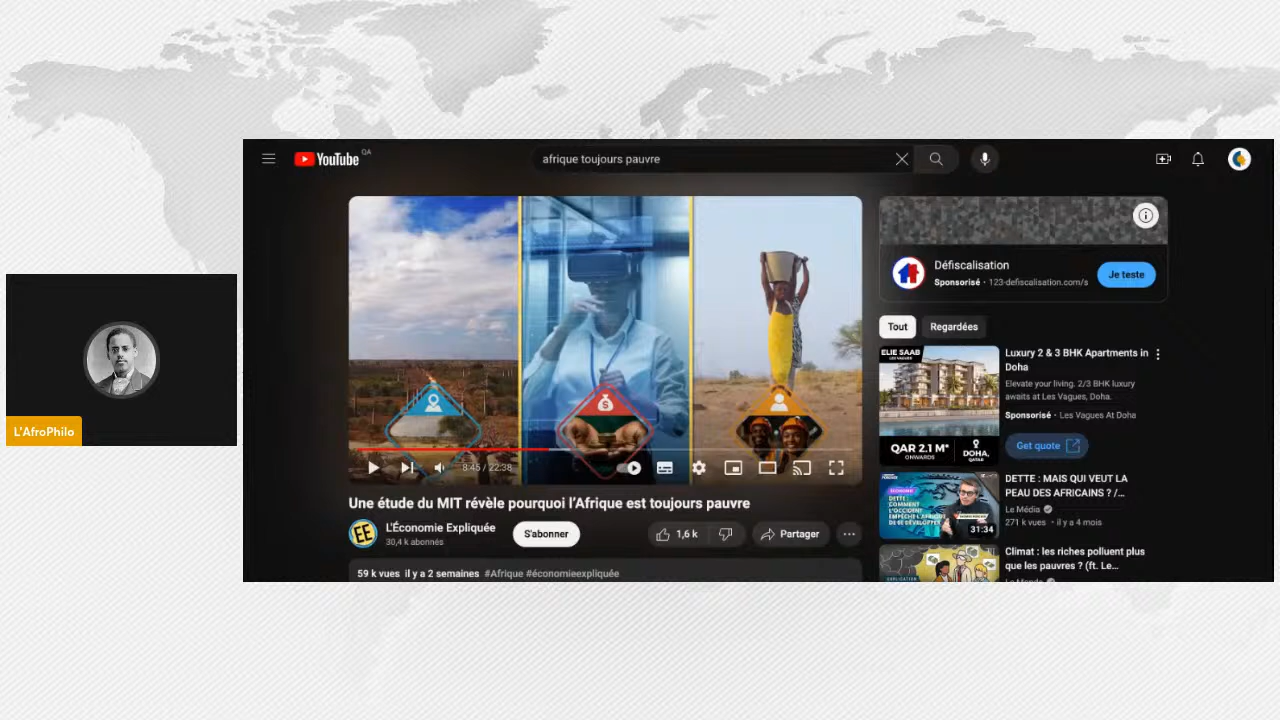 YouTube QA
afrique toujours pauvre
Défiscalisation
Sponsorisé · 123-defiscalisation.com/s
Je teste
Tout
Regardées
ELIE SAAB
LES VAGUES
QAR 2.1 M*
ONWARDS
DOHA,
QATAR
Luxury 2 & 3 BHK Apartments in
Doha
Elevate your living. 2/3 BHK luxury
awaits at Les Vagues, Doha.
Sponsorisé · Les Vagues At Doha
Get quote
L'AfroPhilo
8:45 / 22:38
Une étude du MIT révèle pourquoi l'Afrique est toujours pauvre
EE
L'Économie Expliquée
30,4 k abonnés
S'abonner
1,6 k
Partager
59 k vues il y a 2 semaines #Afrique #économieexpliquée
DETTE:
COMMENT
L'OCCIDENT
EMPÊCHE L'AFRIQUE
DE SE DÉVELOPPER
31:34
DETTE : MAIS QUI VEUT LA
PEAU DES AFRICAINS ? /...
Le Média
271 k vues · il y a 4 mois
Climat : les riches polluent plus
que les pauvres ? (ft. Le...